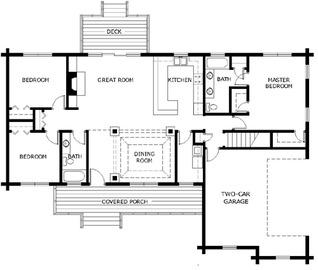 DECK
BEDROOM
GREAT ROOM
KITCHEN
BATH
MASTER
BEDROOM
BEDROOM
BATH
DINING
ROOM
TWO-CAR
GARAGE
COVERED PORCH